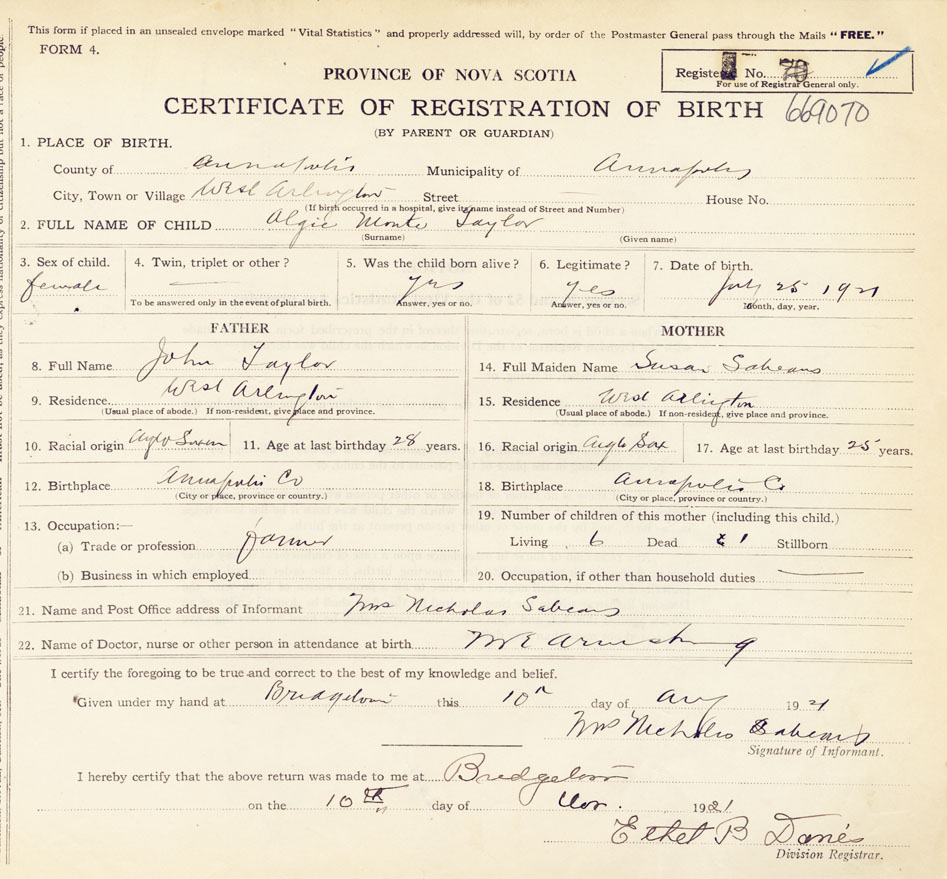 This form if placed in an unsealed envelope marked "Vital Statistics" and properly addressed will, by order of the Postmaster General pass through the Mails "FREE."
FORM 4.
Registered No. 70
For use of Registrar General only.
PROVINCE OF NOVA SCOTIA
CERTIFICATE OF REGISTRATION OF BIRTH 669070
(BY PARENT OR GUARDIAN)
1. PLACE OF BIRTH.
County of Annapolis Municipality of Annapolis
City, Town or Village West Arlington Street — House No.
(If birth occurred in a hospital, give its name instead of Street and Number)
2. FULL NAME OF CHILD Algie Monte Taylor
(Surname) (Given name)
3. Sex of child. 4. Twin, triplet or other? 5. Was the child born alive? 6. Legitimate? 7. Date of birth.
female — yes yes July 25 1921
To be answered only in the event of plural birth. Answer, yes or no. Answer, yes or no. Month, day, year.
FATHER MOTHER
8. Full Name John Taylor 14. Full Maiden Name Susan Sabeans
9. Residence West Arlington 15. Residence West Arlington
(Usual place of abode.) If non-resident, give place and province. (Usual place of abode.) If non-resident, give place and province.
10. Racial origin Anglo Saxon 11. Age at last birthday 28 years. 16. Racial origin Anglo Sax 17. Age at last birthday 25 years.
12. Birthplace Annapolis Co 18. Birthplace Annapolis Co
(City or place, province or country.) (City or place, province or country.)
13. Occupation:— 19. Number of children of this mother (including this child.)
(a) Trade or profession farmer Living 6 Dead 1 Stillborn
(b) Business in which employed 20. Occupation, if other than household duties —
21. Name and Post Office address of Informant Mrs Nicholas Sabeans
22. Name of Doctor, nurse or other person in attendance at birth M E Armstrong
I certify the foregoing to be true and correct to the best of my knowledge and belief.
Given under my hand at Bridgetown this 10th day of Aug 1921
Mrs Nicholas Sabeans
Signature of Informant.
I hereby certify that the above return was made to me at Bridgetown
on the 10th day of 1921
Ethel B
Division Registrar.